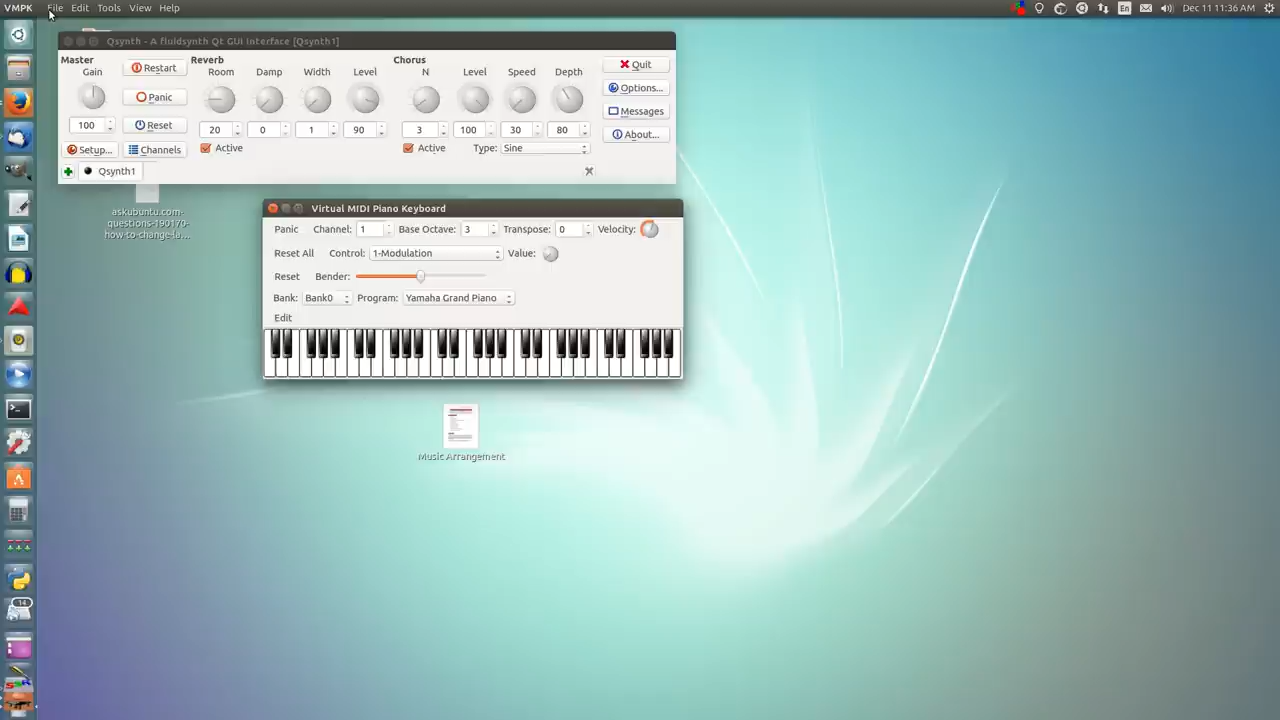 VMPK File Edit Tools View Help En Dec 11 11:36 AM
Qsynth - A fluidsynth Qt GUI Interface [Qsynth1]
Master Reverb Chorus
Gain Restart Room Damp Width Level N Level Speed Depth Quit
Panic Options...
100 Reset 20 0 1 90 3 100 30 80 Messages
Setup... Channels Active Active Type: Sine About...
Qsynth1
askubuntu.com-
questions-190170-
how-to-change-la...
Virtual MIDI Piano Keyboard
Panic Channel: 1 Base Octave: 3 Transpose: 0 Velocity:
Reset All Control: 1-Modulation Value:
Reset Bender:
Bank: Bank0 Program: Yamaha Grand Piano
Edit
Music Arrangement
14